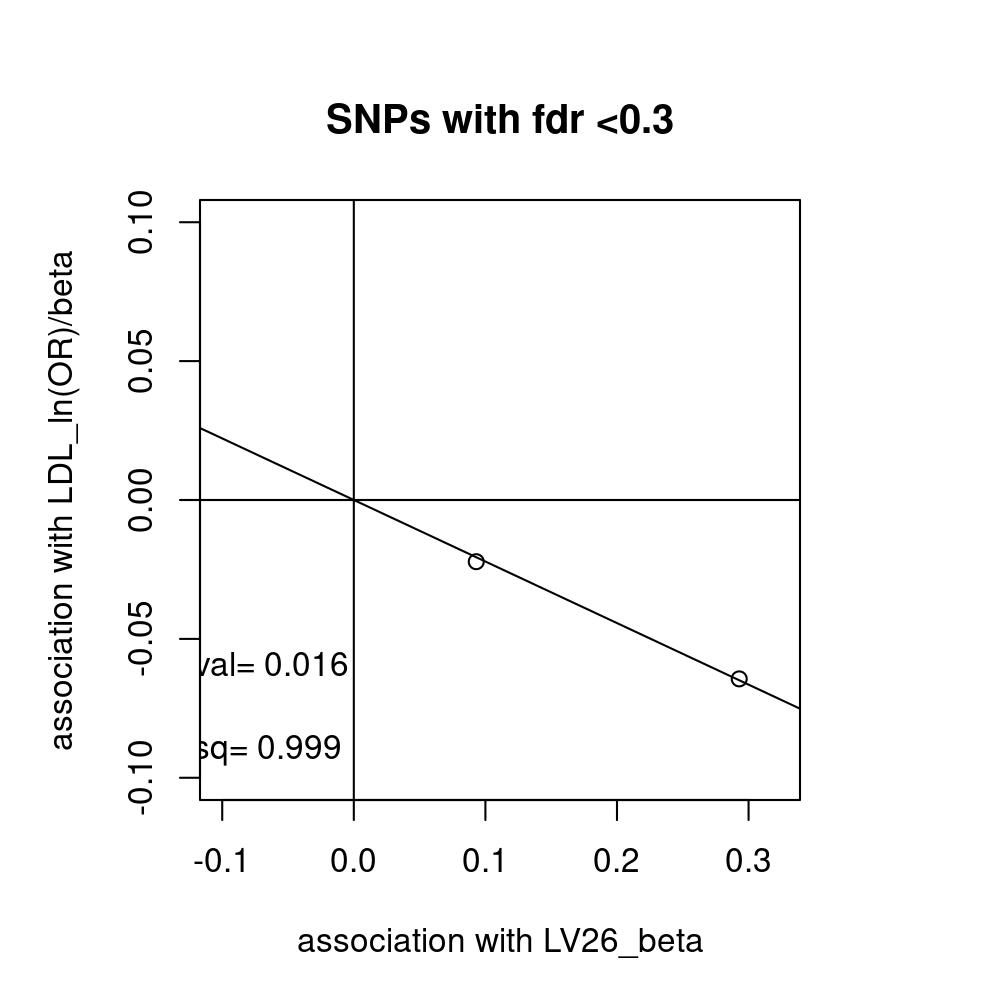 SNPs with fdr <0.3
association with LDL_ln(OR)/beta
0.10
0.05
0.00
-0.05
-0.10
val= 0.016
sq= 0.999
-0.1 0.0 0.1 0.2 0.3
association with LV26_beta